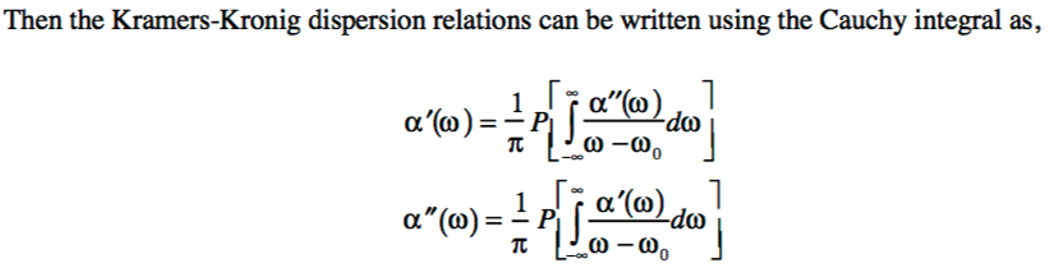 Then the Kramers-Kronig dispersion relations can be written using the Cauchy integral as,
α′(ω) = 1/π P[∫_{-∞}^{∞} α″(ω)/(ω − ω₀) dω]
α″(ω) = 1/π P[∫_{-∞}^{∞} α′(ω)/(ω − ω₀) dω]